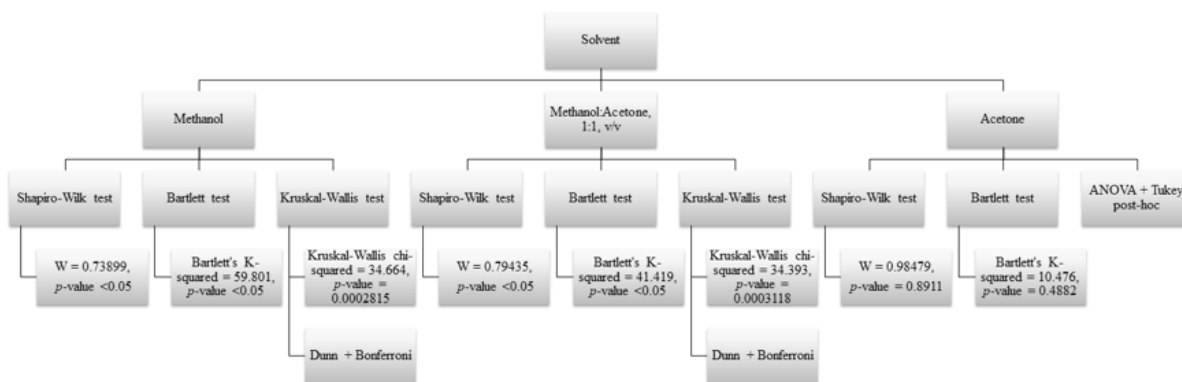 Solvent
Methanol
Methanol:Acetone,
1:1, v/v
Acetone
Shapiro-Wilk test
Bartlett test
Kruskal-Wallis test
Shapiro-Wilk test
Bartlett test
Kruskal-Wallis test
Shapiro-Wilk test
Bartlett test
ANOVA + Tukey
post-hoc
W = 0.73899,
p-value <0.05
Bartlett's K-
squared = 59.801,
p-value <0.05
Kruskal-Wallis chi-
squared = 34.664,
p-value =
0.0002815
W = 0.79435,
p-value <0.05
Bartlett's K-
squared = 41.419,
p-value <0.05
Kruskal-Wallis chi-
squared = 34.393,
p-value =
0.0003118
W = 0.98479,
p-value = 0.8911
Bartlett's K-
squared = 10.476,
p-value = 0.4882
Dunn + Bonferroni
Dunn + Bonferroni